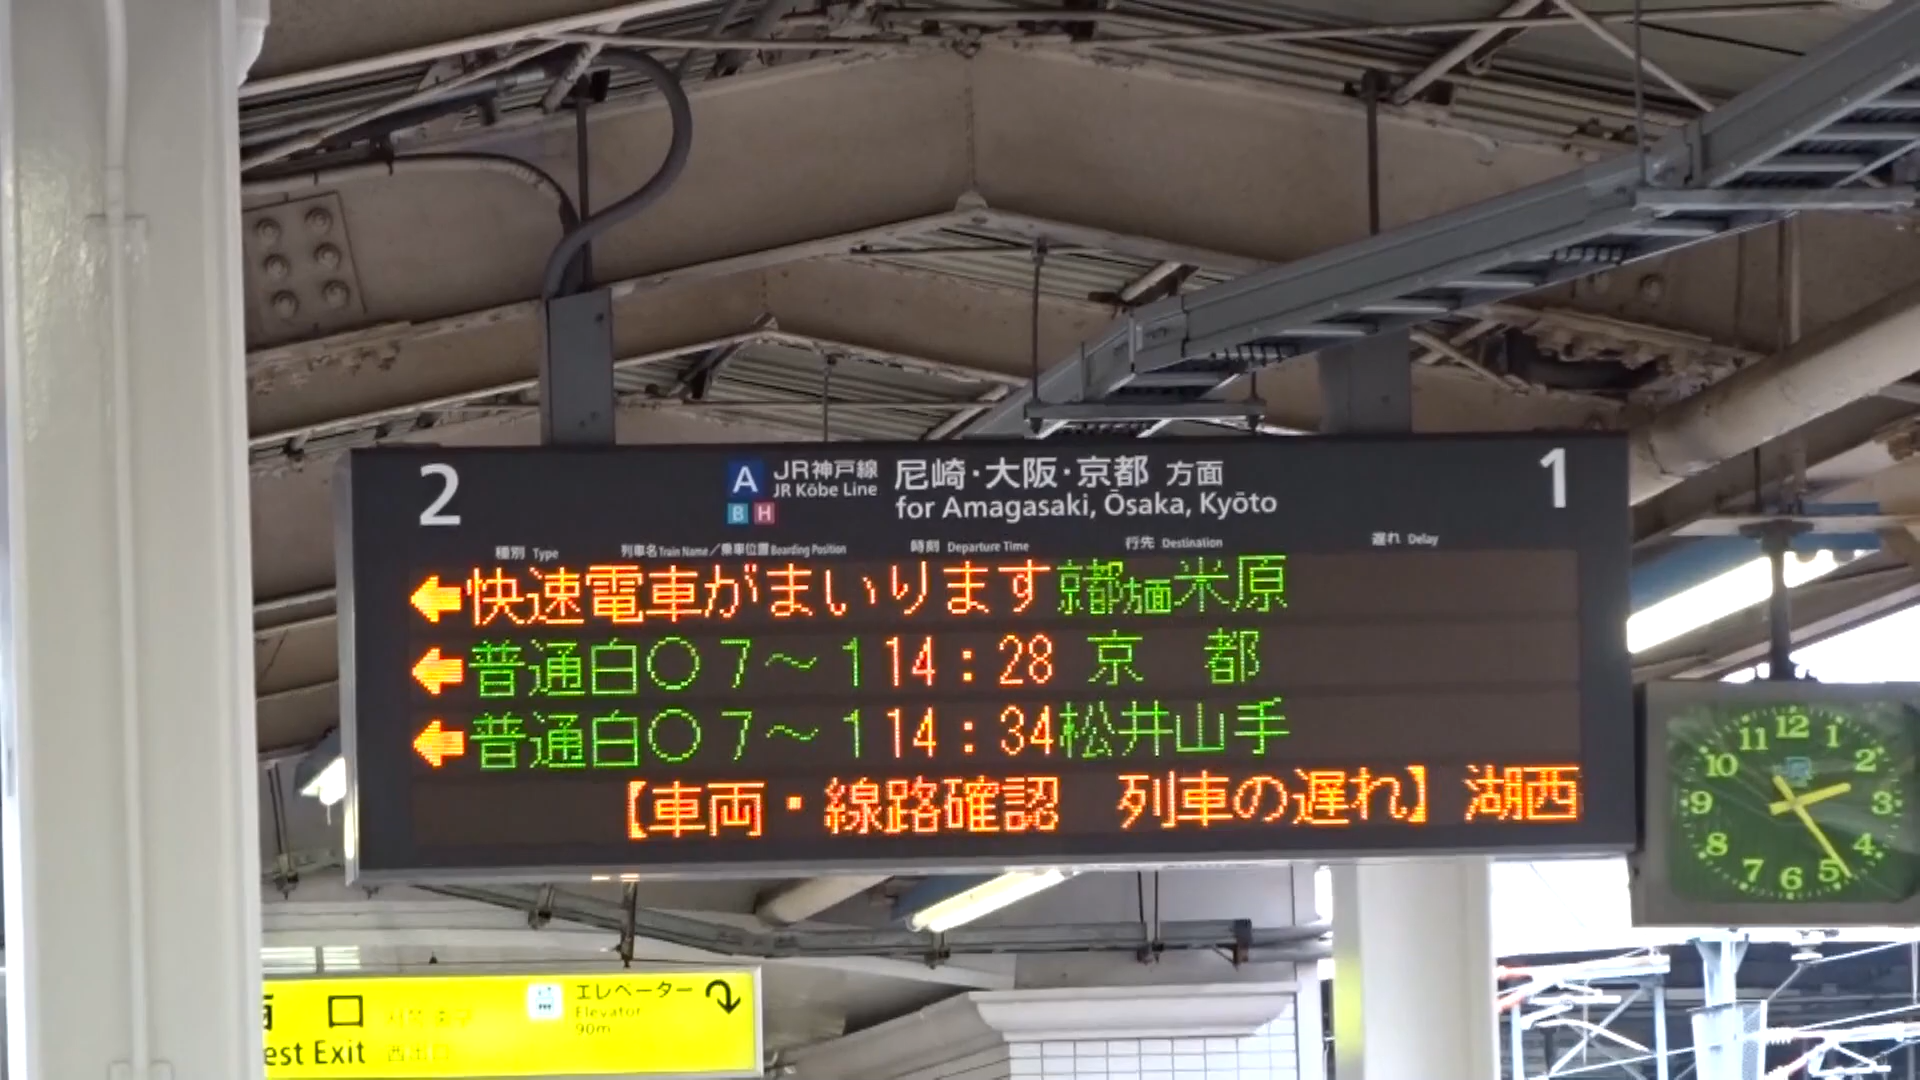 2 A JR神戸線 尼崎・大阪・京都 方面 1
B H JR Kōbe Line for Amagasaki, Ōsaka, Kyōto
種別 Type 列車名 Train Name／乗車位置 Boarding Position 時刻 Departure Time 行先 Destination 遅れ Delay
←快速電車がまいります京都方面米原
←普通白〇7〜1 14:28 京 都
←普通白〇7〜1 14:34 松井山手
【車両・線路確認 列車の遅れ】湖西
12 1 2 3 4 5 6 7 8 9 10 11
口 エレベーター
Elevator
90m
est Exit